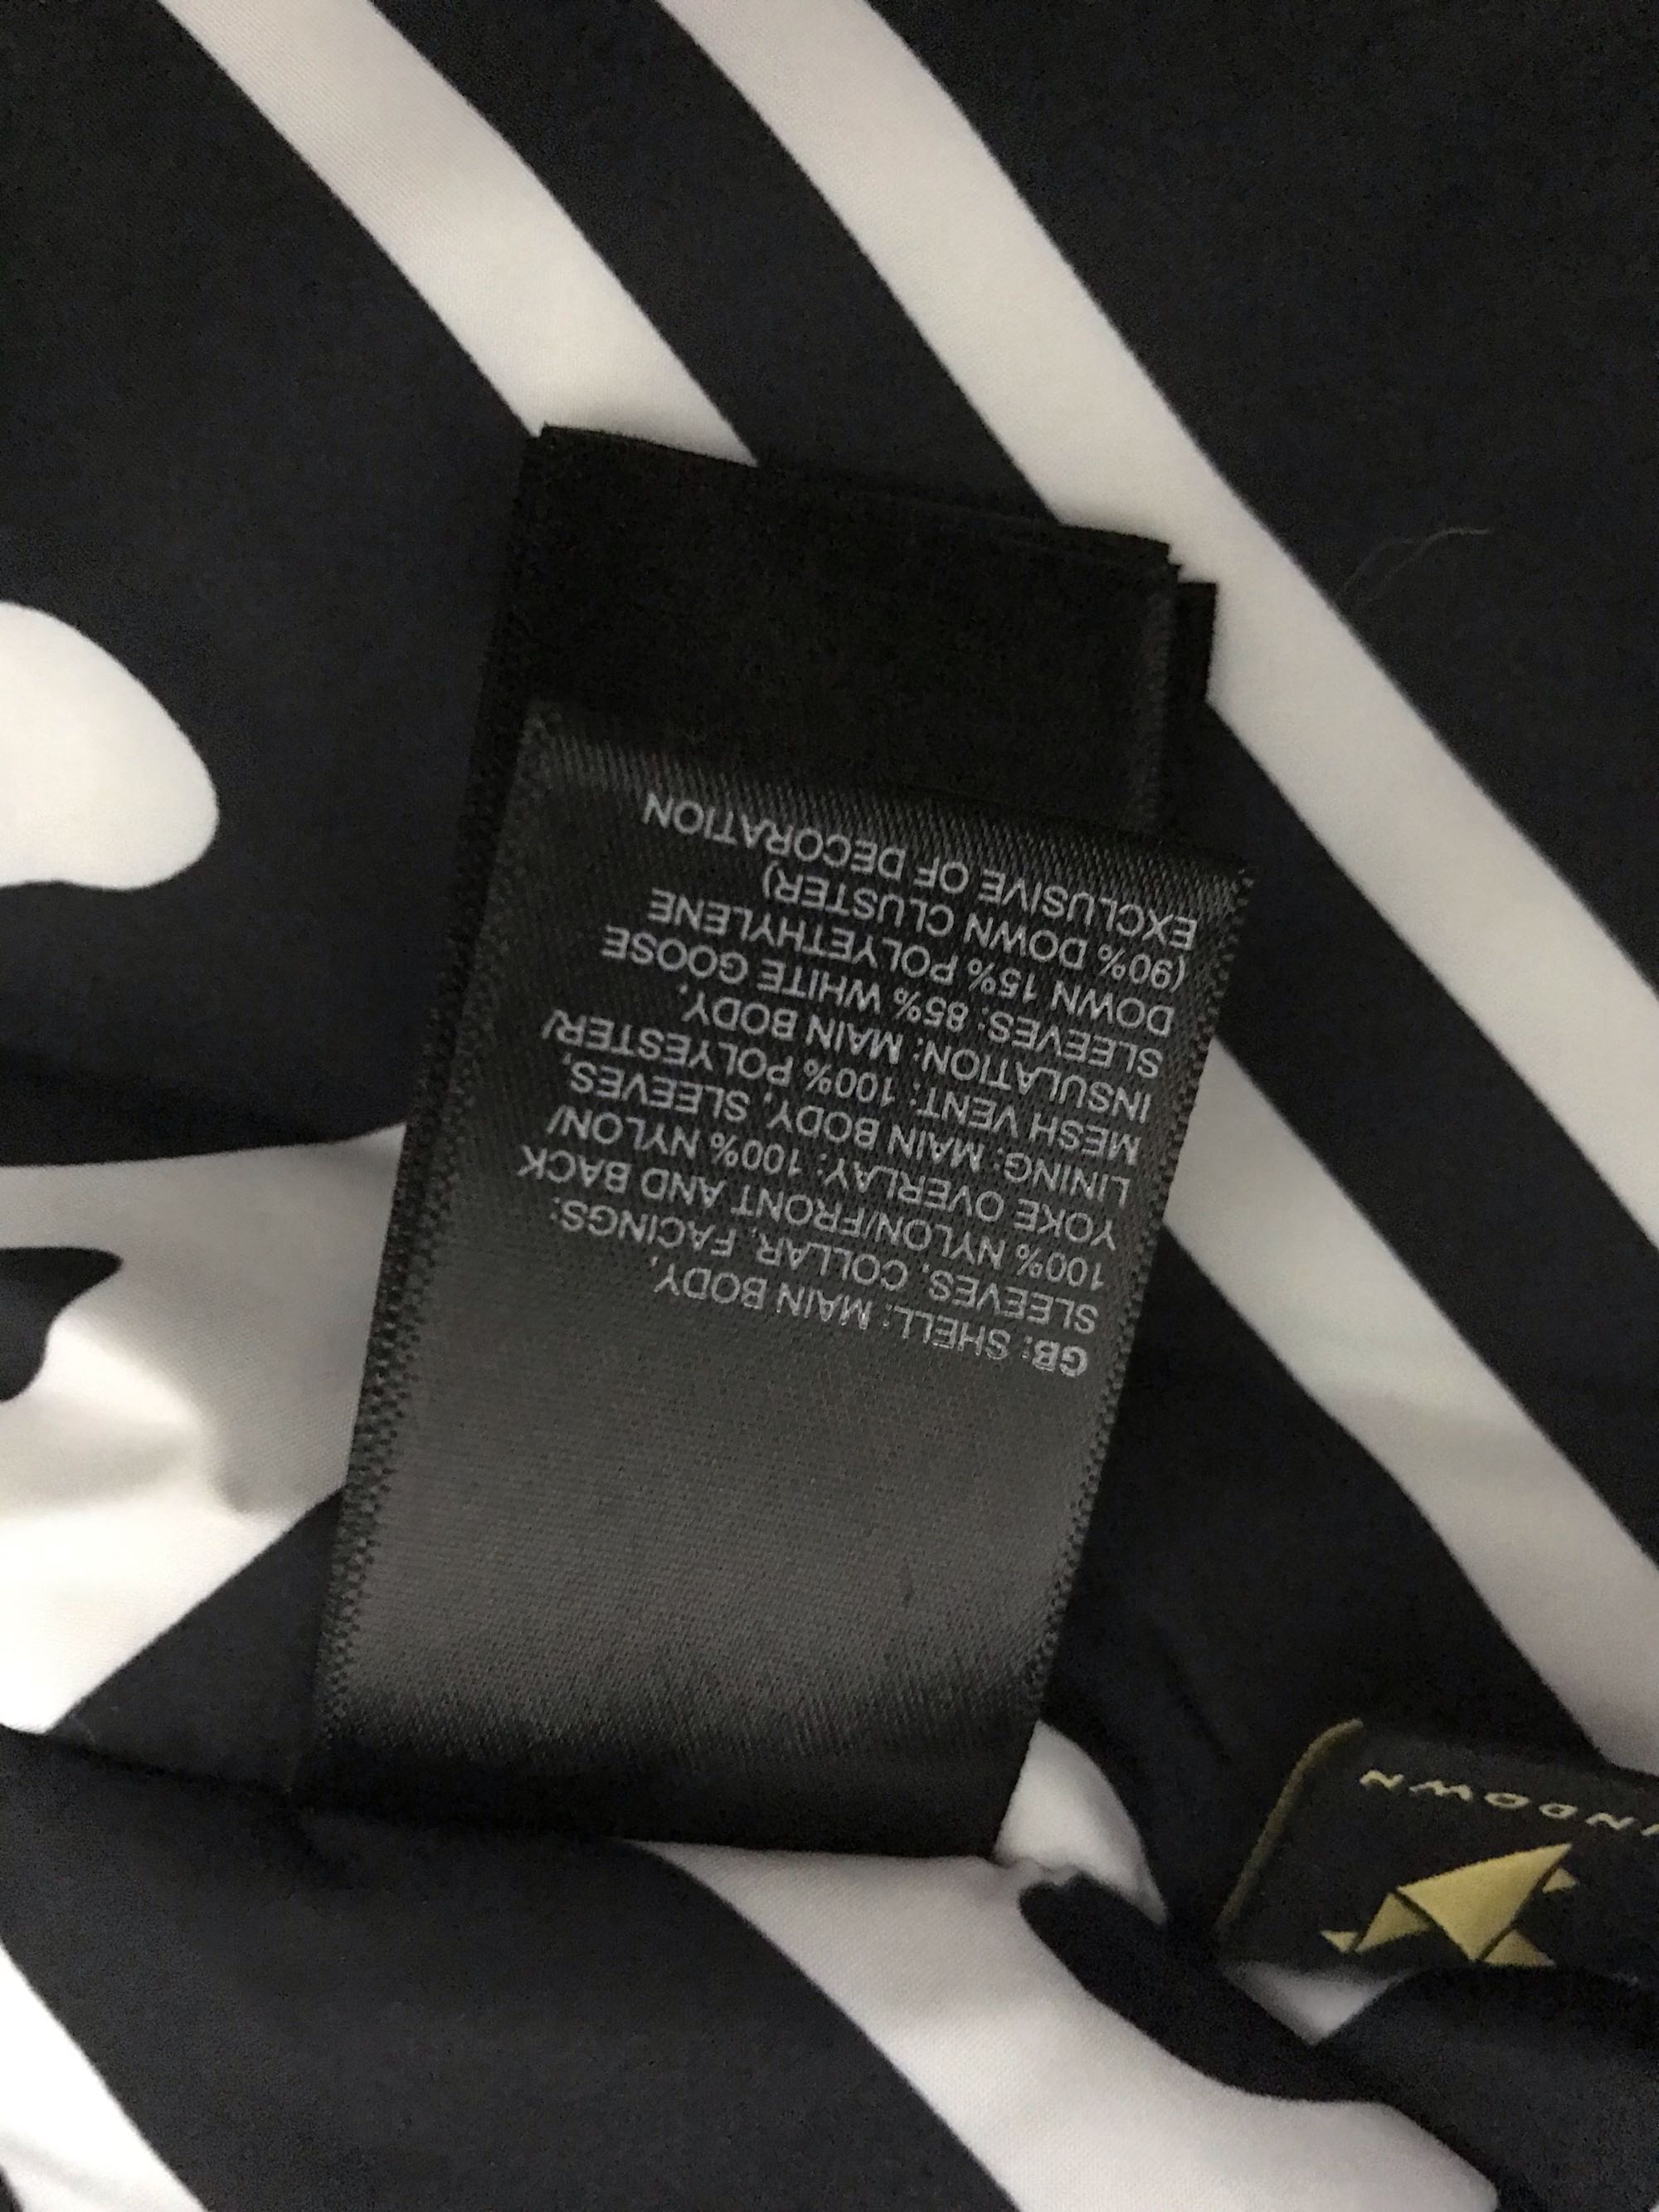 GB: SHELL: MAIN BODY,
SLEEVES, COLLAR, FACINGS:
100% NYLON/FRONT AND BACK
YOKE OVERLAY: 100% NYLON/
LINING: MAIN BODY, SLEEVES,
MESH VENT: 100% POLYESTER/
INSULATION: MAIN BODY,
SLEEVES: 85% WHITE GOOSE
DOWN 15% POLYETHYLENE
(90% DOWN CLUSTER)
EXCLUSIVE OF DECORATION
NDOWN